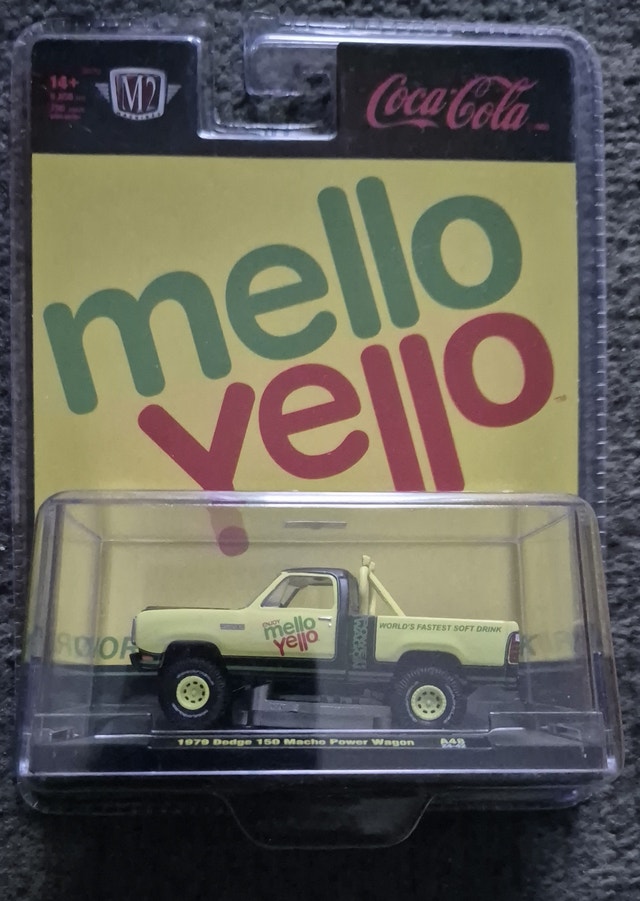 14+
M2
MACHINES
Coca-Cola
mello
yello
ENJOY
mello
yello
WORLD'S FASTEST SOFT DRINK
1979 Dodge 150 Macho Power Wagon